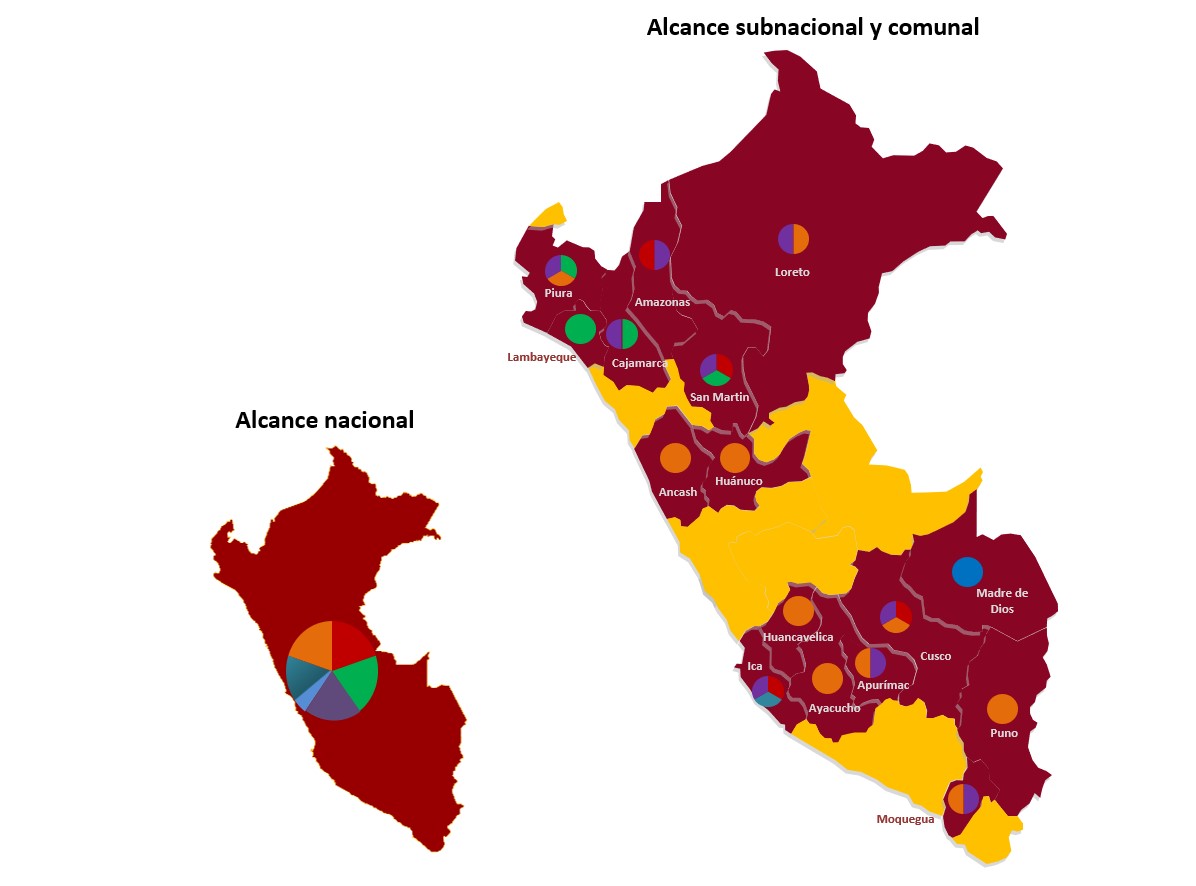 Alcance subnacional y comunal
Loreto
Piura
Amazonas
Lambayeque
Cajamarca
San Martin
Alcance nacional
Ancash
Huánuco
Madre de
Dios
Huancavelica
Cusco
Ica
Apurímac
Ayacucho
Puno
Moquegua